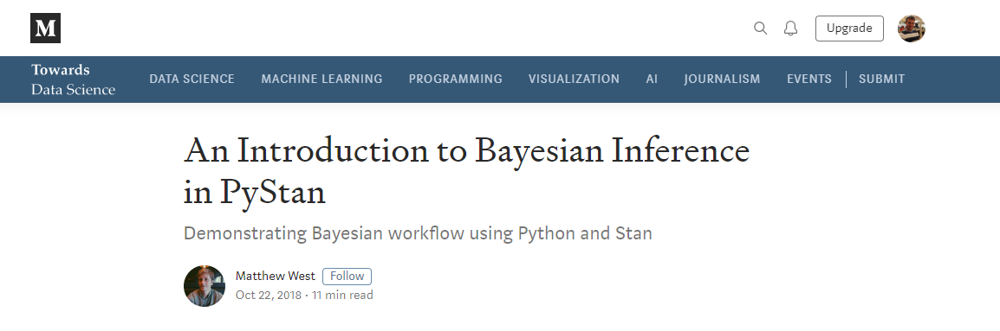 M
Upgrade
Towards
Data Science
DATA SCIENCE MACHINE LEARNING PROGRAMMING VISUALIZATION AI JOURNALISM EVENTS SUBMIT
An Introduction to Bayesian Inference
in PyStan
Demonstrating Bayesian workflow using Python and Stan
Matthew West Follow
Oct 22, 2018 · 11 min read